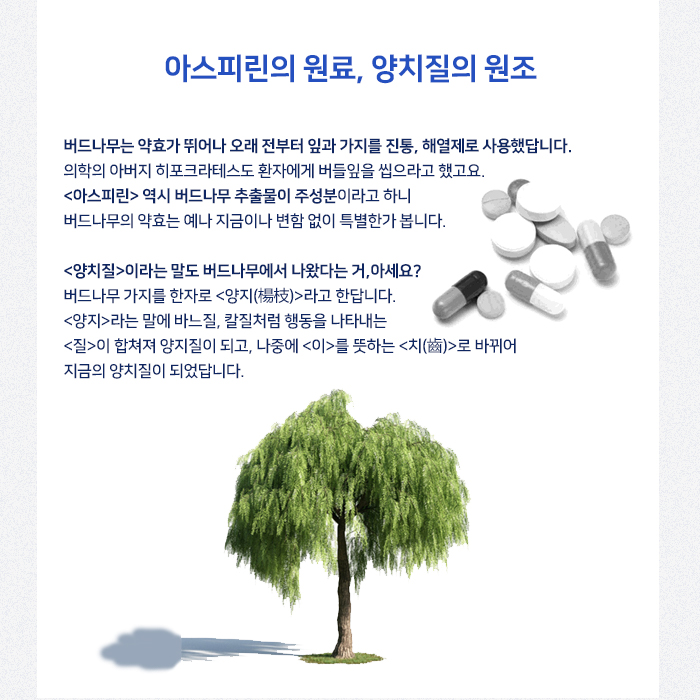 아스피린의 원료, 양치질의 원조
버드나무는 약효가 뛰어나 오래 전부터 잎과 가지를 진통, 해열제로 사용했답니다.
의학의 아버지 히포크라테스도 환자에게 버들잎을 씹으라고 했고요.
<아스피린> 역시 버드나무 추출물이 주성분이라고 하니
버드나무의 약효는 예나 지금이나 변함 없이 특별한가 봅니다.
<양치질>이라는 말도 버드나무에서 나왔다는 거,아세요?
버드나무 가지를 한자로 <양지(楊枝)>라고 한답니다.
<양지>라는 말에 바느질, 칼질처럼 행동을 나타내는
<질>이 합쳐져 양지질이 되고, 나중에 <이>를 뜻하는 <치(齒)>로 바뀌어
지금의 양치질이 되었답니다.